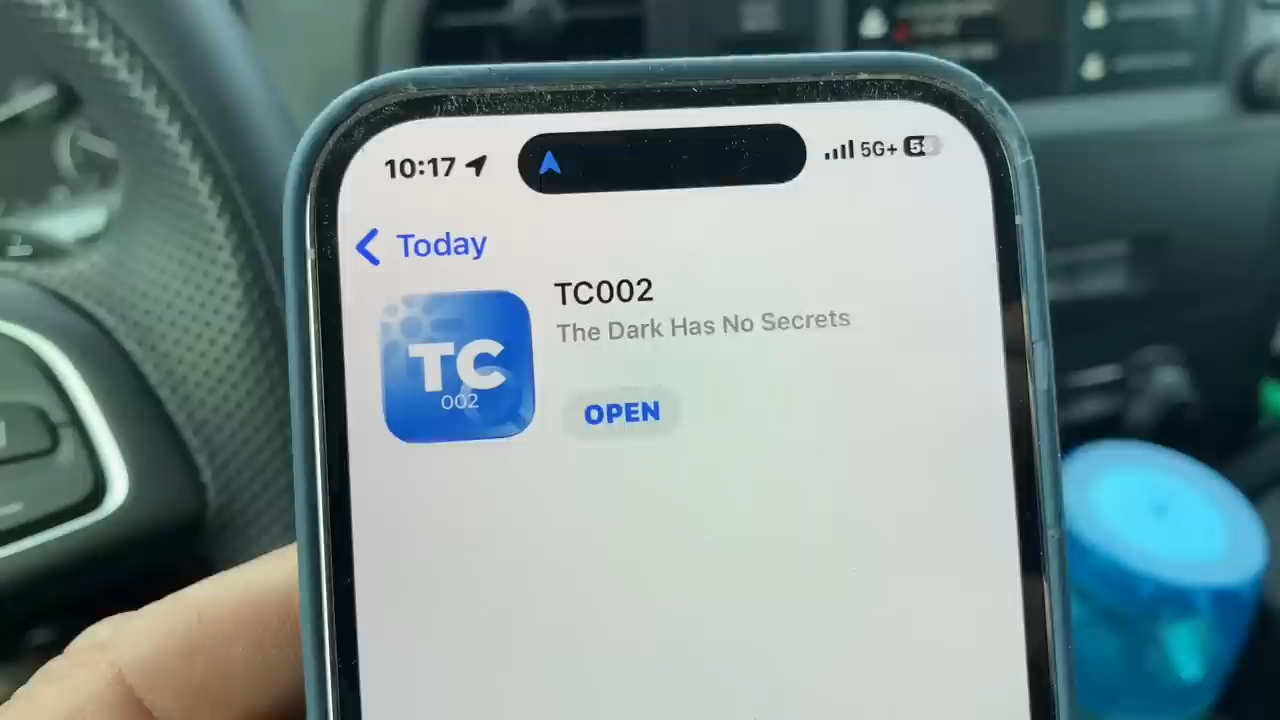 10:17
5G+
Today
TC002
The Dark Has No Secrets
TC
002
OPEN